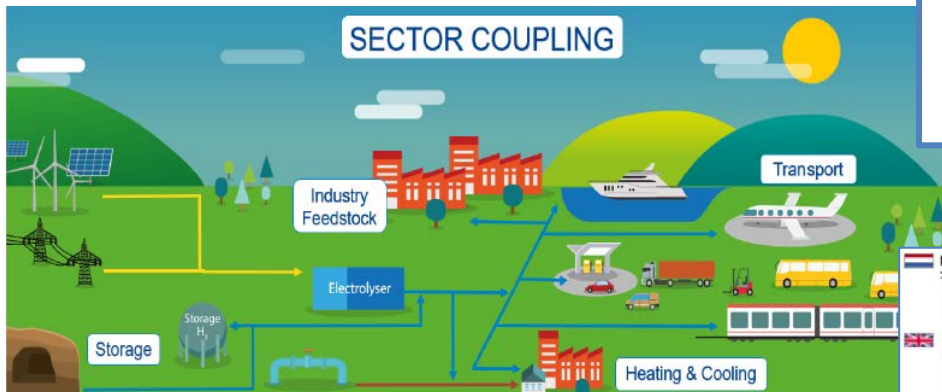 SECTOR COUPLING
Transport
Industry
Feedstock
Electrolyser
Storage
H2
Storage
Heating & Cooling